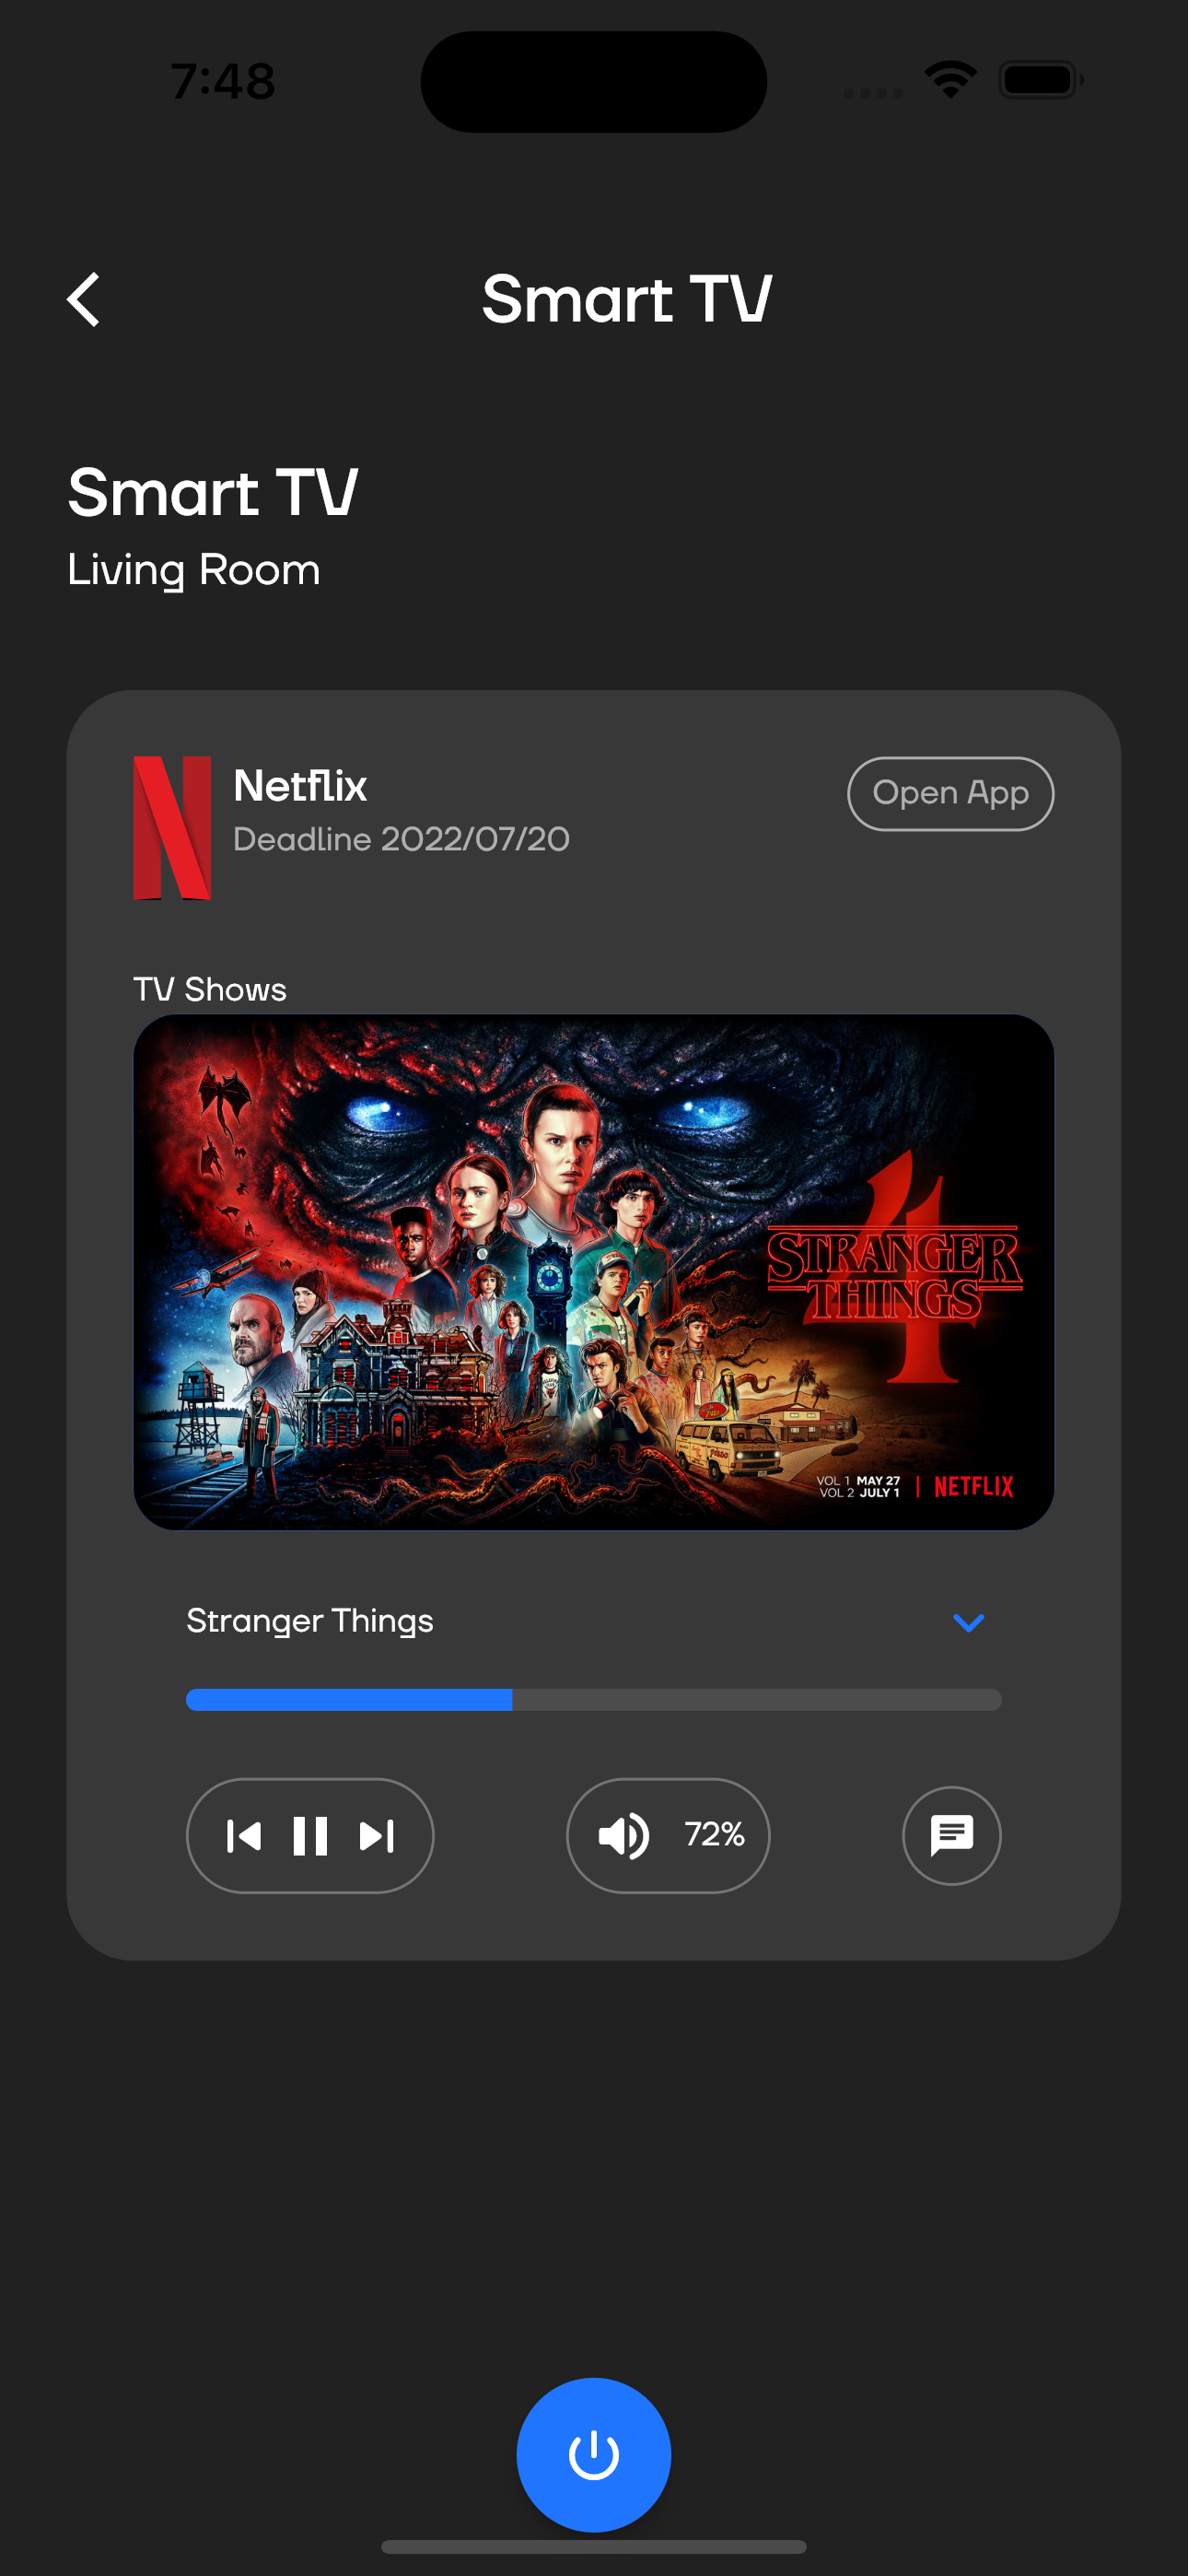 7:48
Smart TV
Smart TV
Living Room
Netflix
Deadline 2022/07/20
Open App
TV Shows
4
STRANGER
THINGS
VOL 1 MAY 27
VOL 2 JULY 1
NETFLIX
Stranger Things
72%